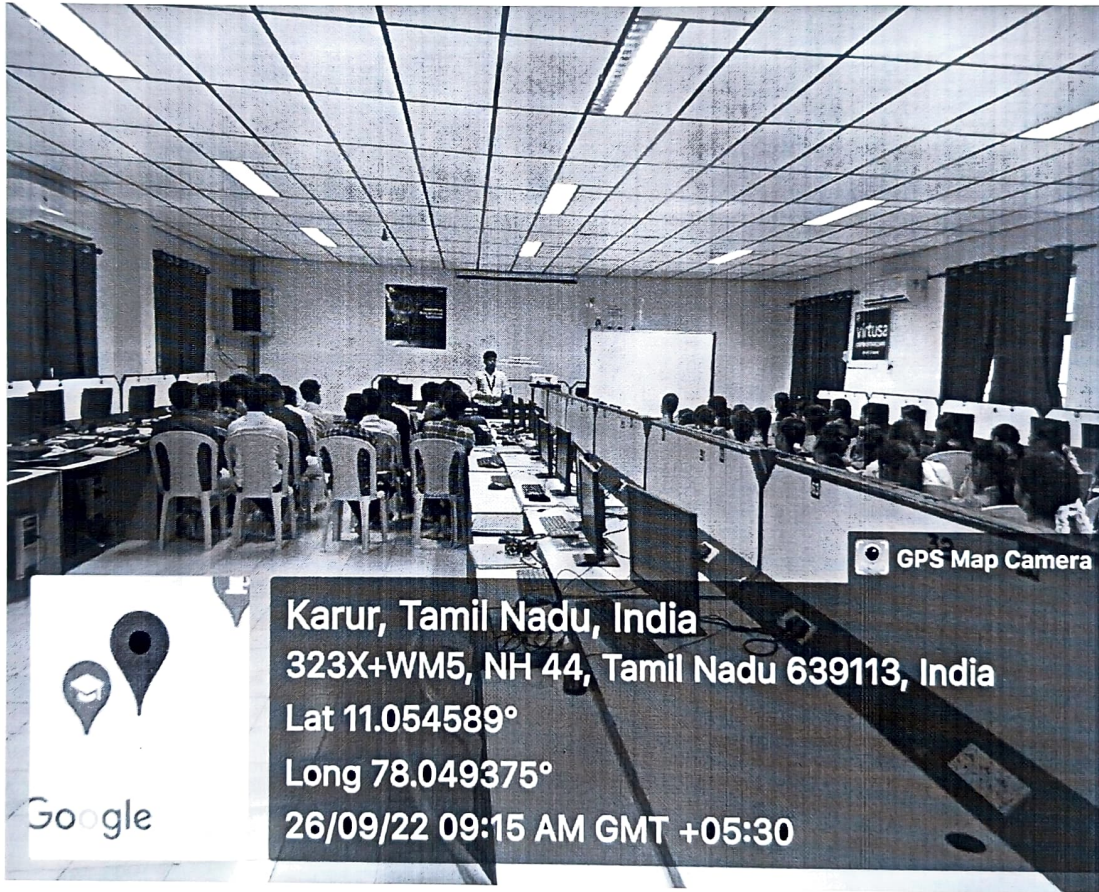 virtusa
GPS Map Camera
Karur, Tamil Nadu, India
323X+WM5, NH 44, Tamil Nadu 639113, India
Lat 11.054589°
Long 78.049375°
26/09/22 09:15 AM GMT +05:30
Google